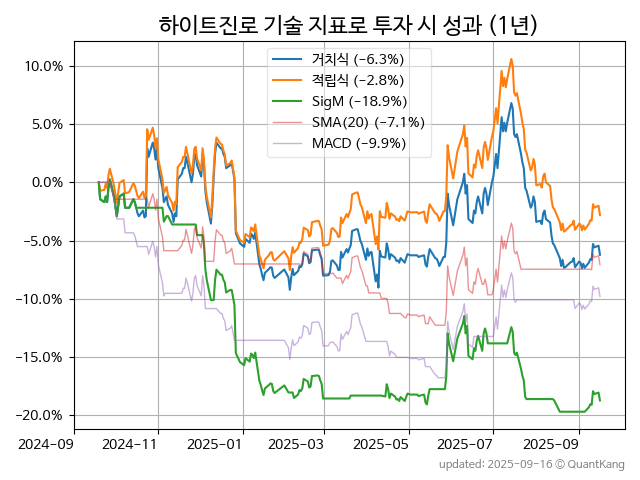 하이트진로 기술 지표로 투자 시 성과 (1년)
거치식 (−6.3%)
적립식 (−2.8%)
SigM (−18.9%)
SMA(20) (−7.1%)
MACD (−9.9%)
10.0%
5.0%
0.0%
−5.0%
−10.0%
−15.0%
−20.0%
2024-09 2024-11 2025-01 2025-03 2025-05 2025-07 2025-09
updated: 2025-09-16 © QuantKang